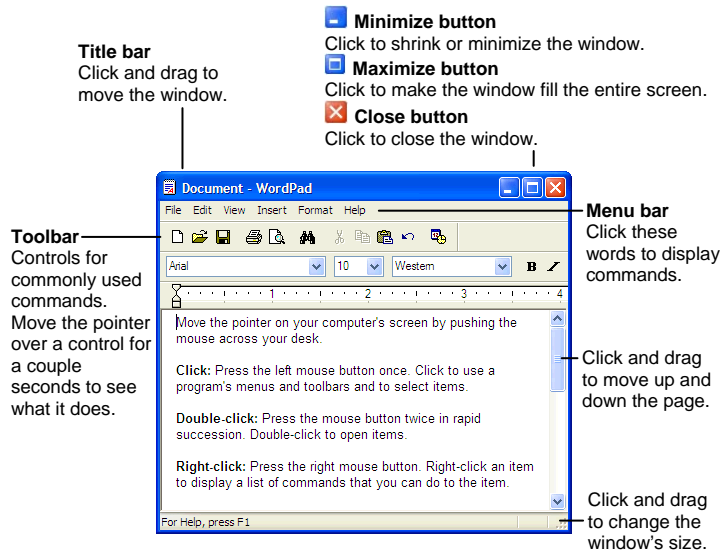 Minimize button
Click to shrink or minimize the window.
Maximize button
Click to make the window fill the entire screen.
Close button
Click to close the window.
Title bar
Click and drag to
move the window.
Document - WordPad
File Edit View Insert Format Help
Menu bar
Click these
words to display
commands.
Toolbar
Controls for
commonly used
commands.
Move the pointer
over a control for
a couple
seconds to see
what it does.
Arial 10 Western B I
1 2 3 4
Move the pointer on your computer's screen by pushing the
mouse across your desk.
Click: Press the left mouse button once. Click to use a
program's menus and toolbars and to select items.
Double-click: Press the mouse button twice in rapid
succession. Double-click to open items.
Right-click: Press the right mouse button. Right-click an item
to display a list of commands that you can do to the item.
Click and drag
to move up and
down the page.
For Help, press F1
Click and drag
to change the
window's size.